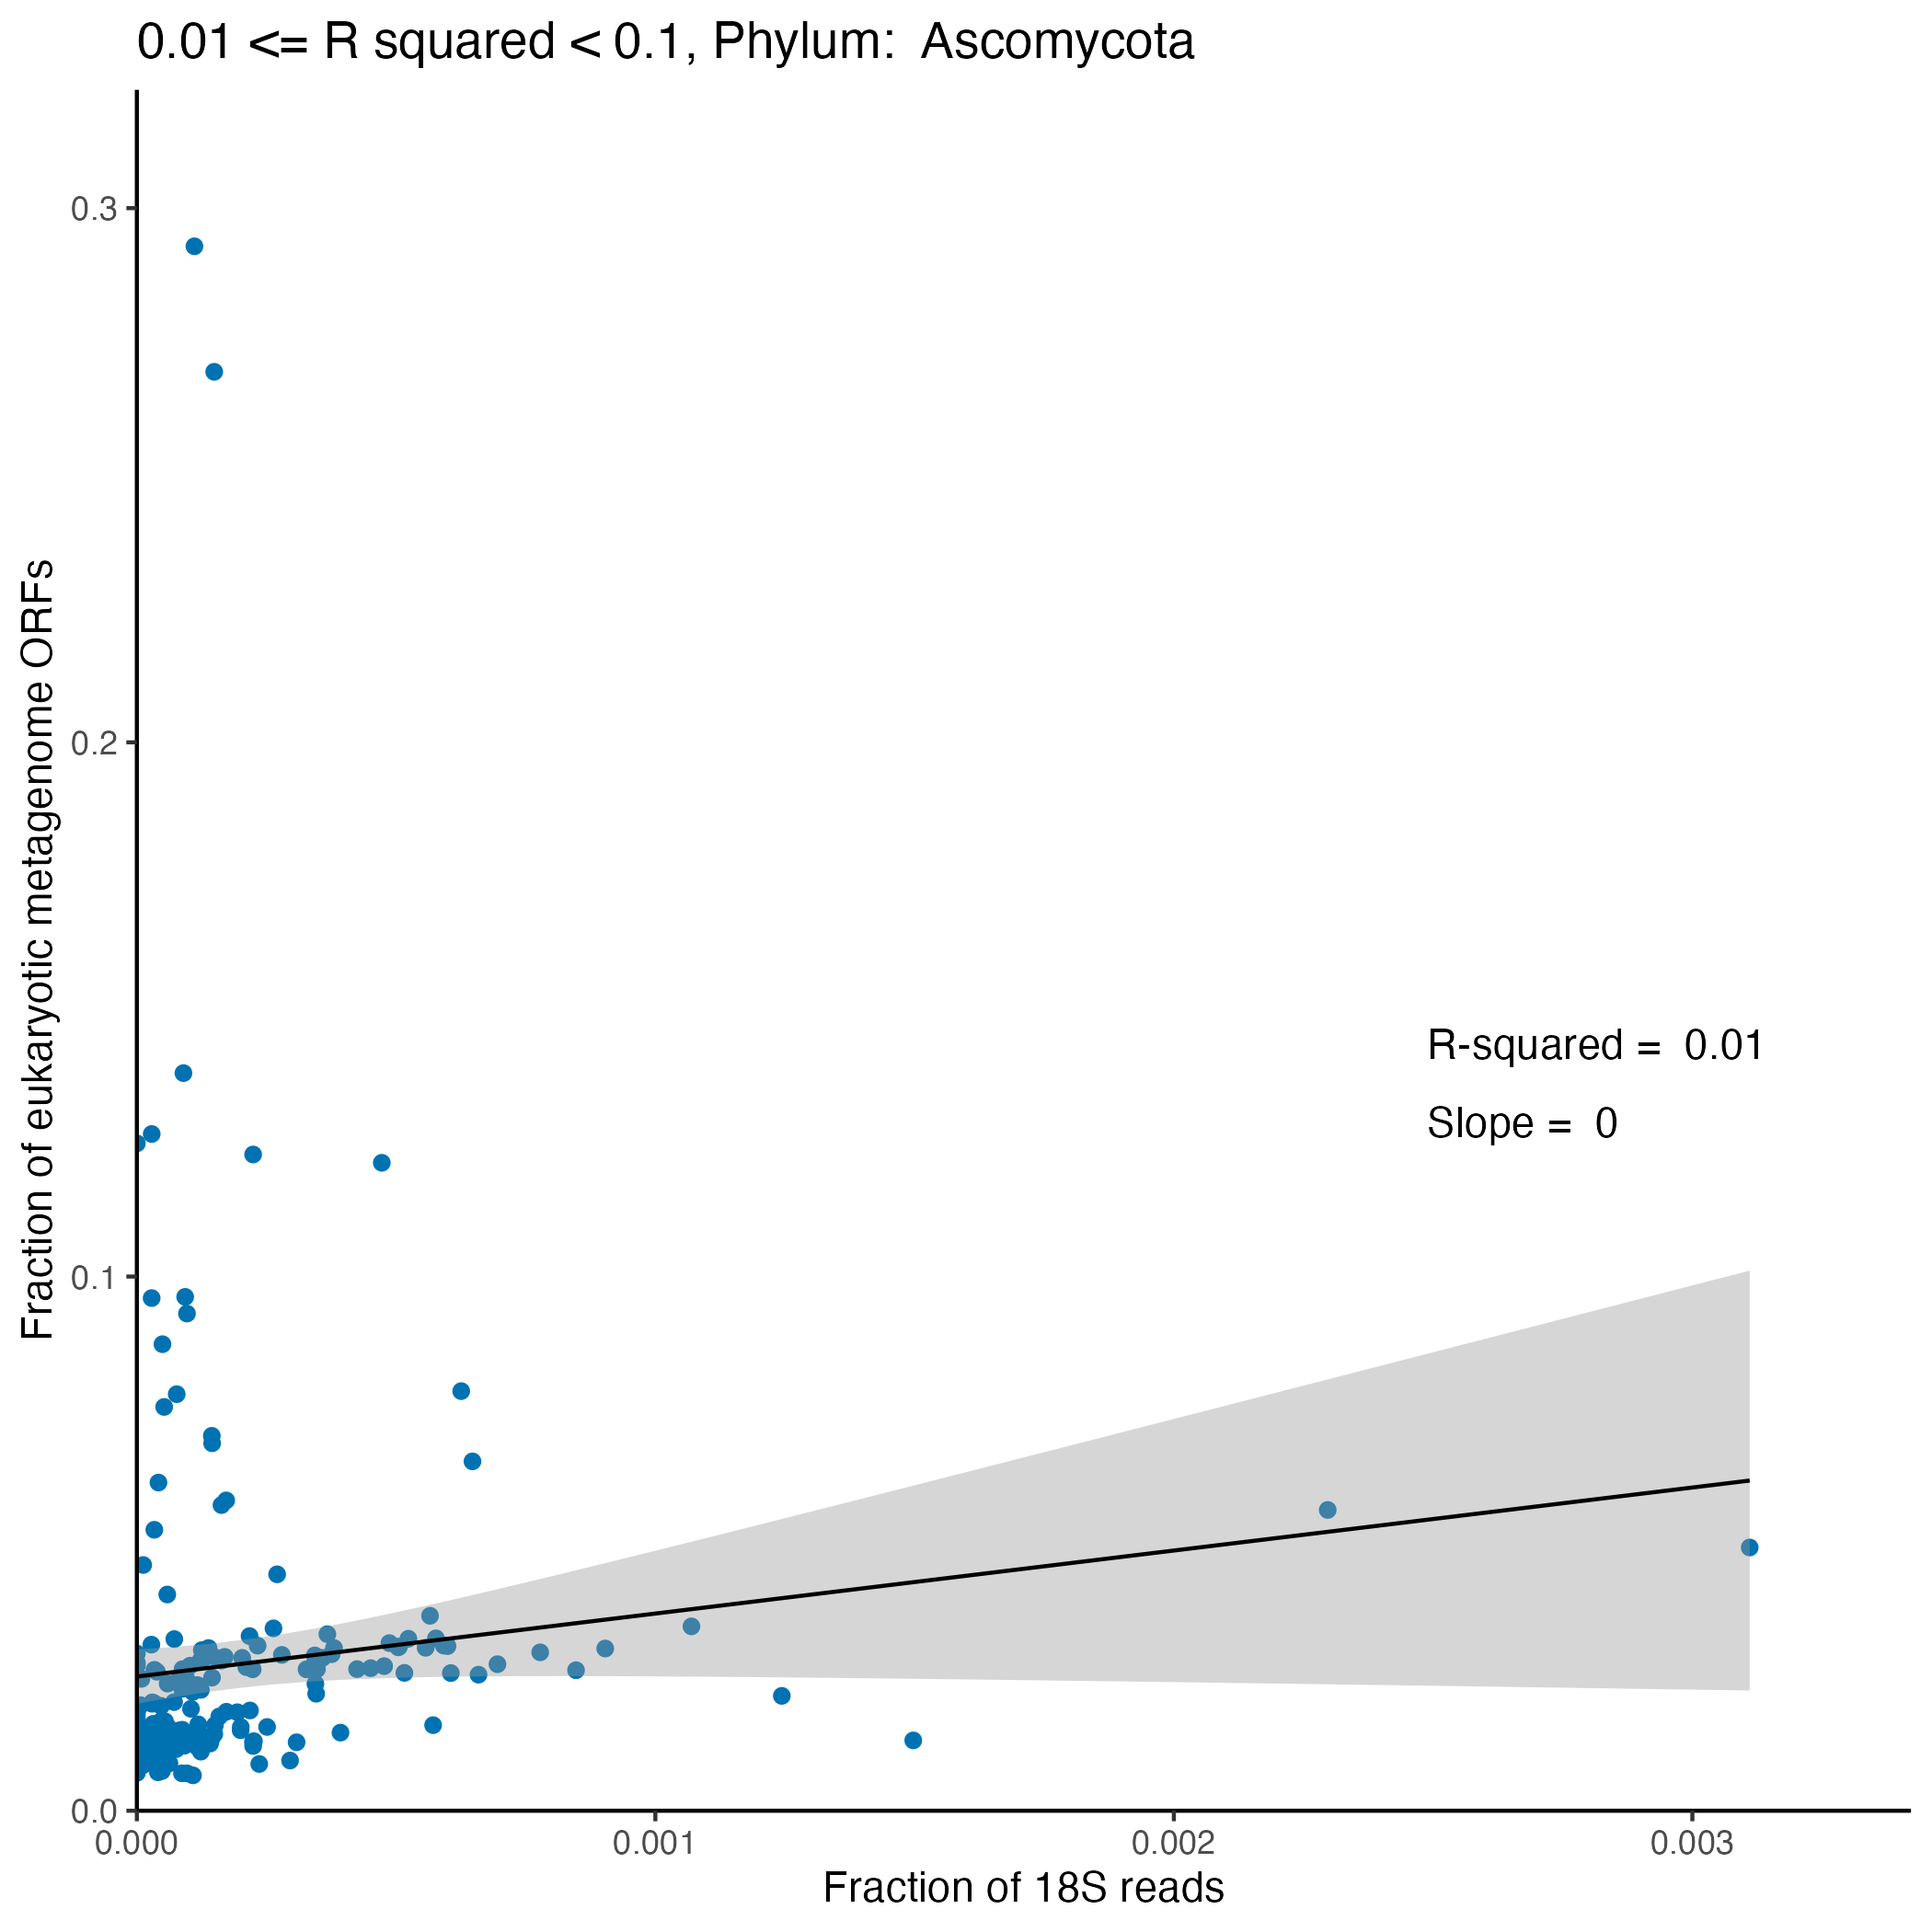 0.01 <= R squared < 0.1, Phylum:  Ascomycota
Fraction of eukaryotic metagenome ORFs
0.3
0.2
0.1
0.0
R-squared =  0.01
Slope =  0
0.000
0.001
0.002
0.003
Fraction of 18S reads